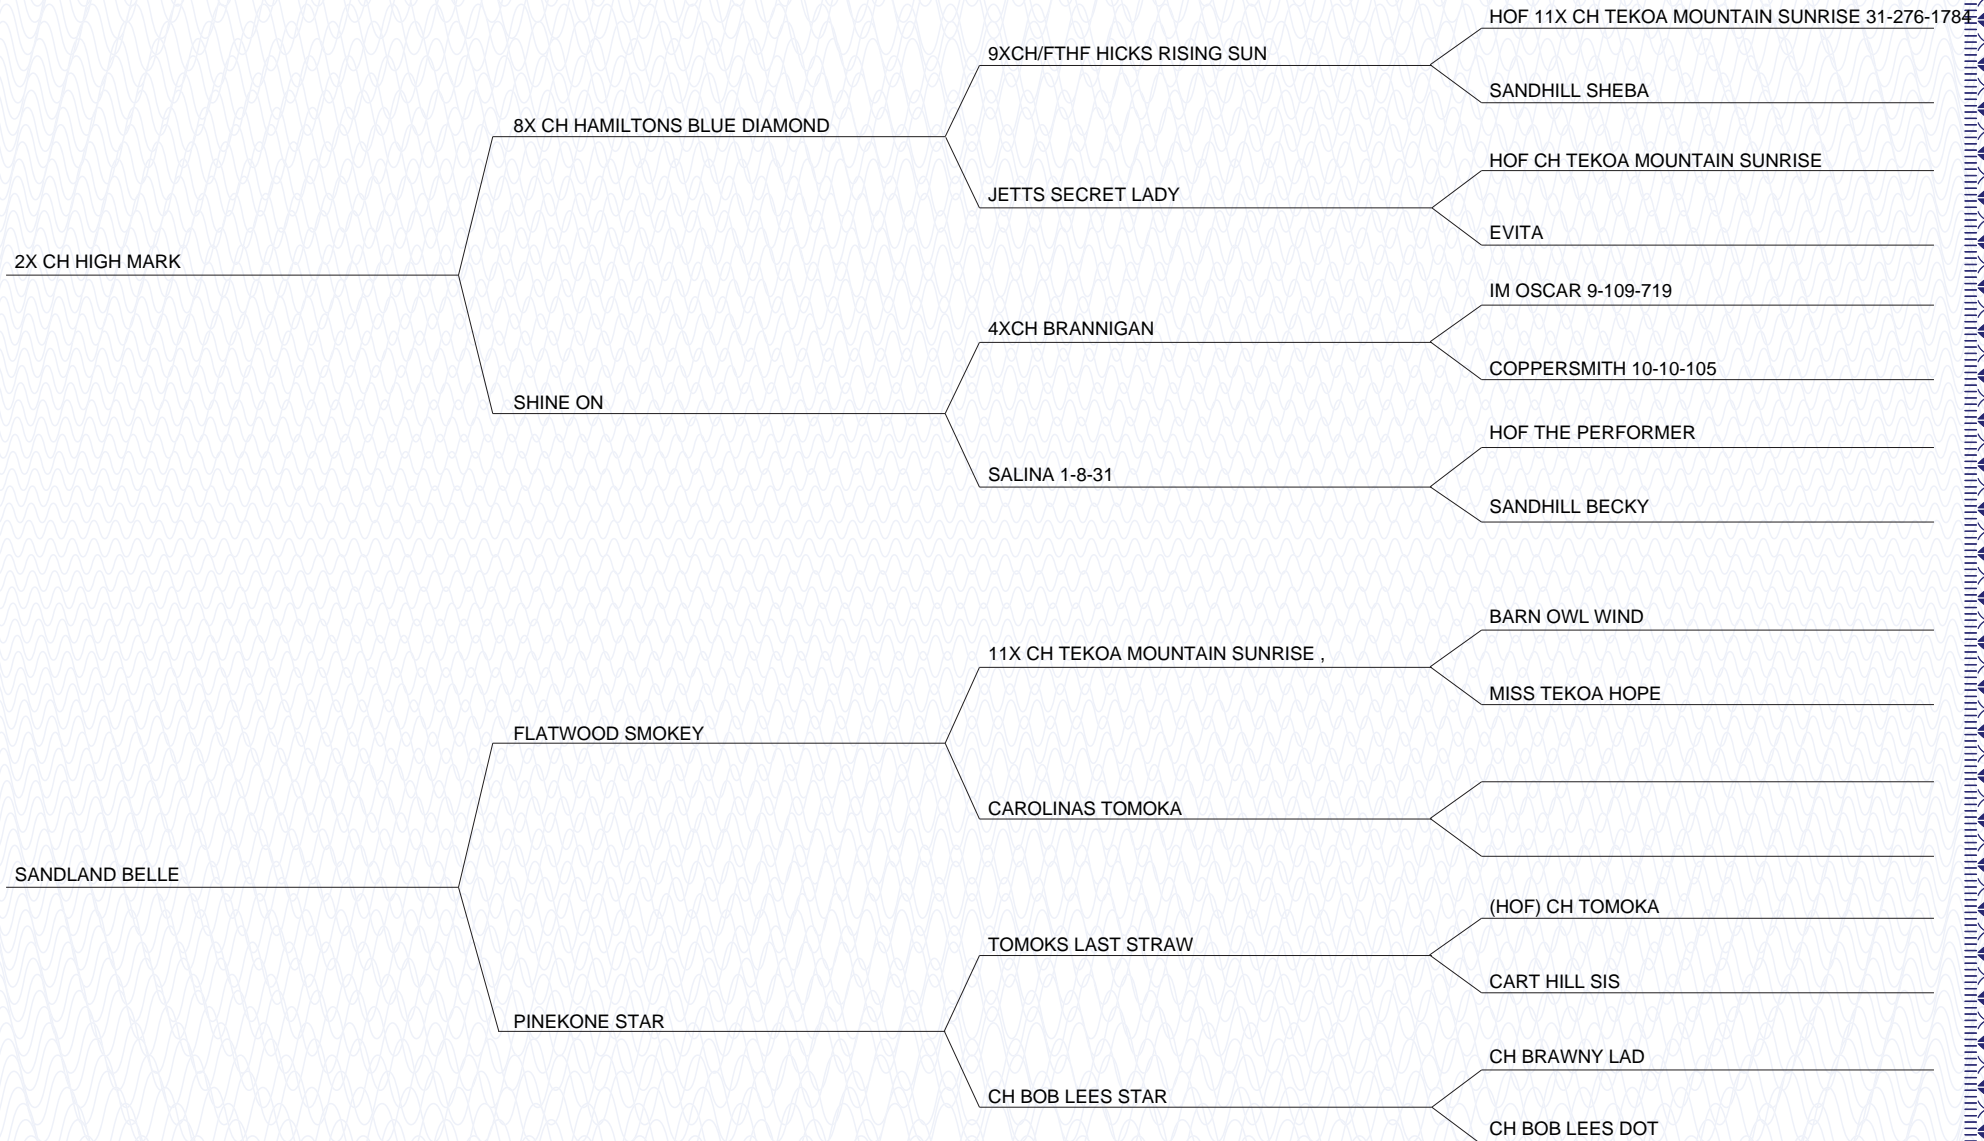 HOF 11X CH TEKOA MOUNTAIN SUNRISE 31-276-1784
9XCH/FTHF HICKS RISING SUN
SANDHILL SHEBA
8X CH HAMILTONS BLUE DIAMOND
HOF CH TEKOA MOUNTAIN SUNRISE
JETTS SECRET LADY
EVITA
2X CH HIGH MARK
IM OSCAR 9-109-719
4XCH BRANNIGAN
COPPERSMITH 10-10-105
SHINE ON
HOF THE PERFORMER
SALINA 1-8-31
SANDHILL BECKY
BARN OWL WIND
11X CH TEKOA MOUNTAIN SUNRISE ,
MISS TEKOA HOPE
FLATWOOD SMOKEY
CAROLINAS TOMOKA
SANDLAND BELLE
(HOF) CH TOMOKA
TOMOKS LAST STRAW
CART HILL SIS
PINEKONE STAR
CH BRAWNY LAD
CH BOB LEES STAR
CH BOB LEES DOT